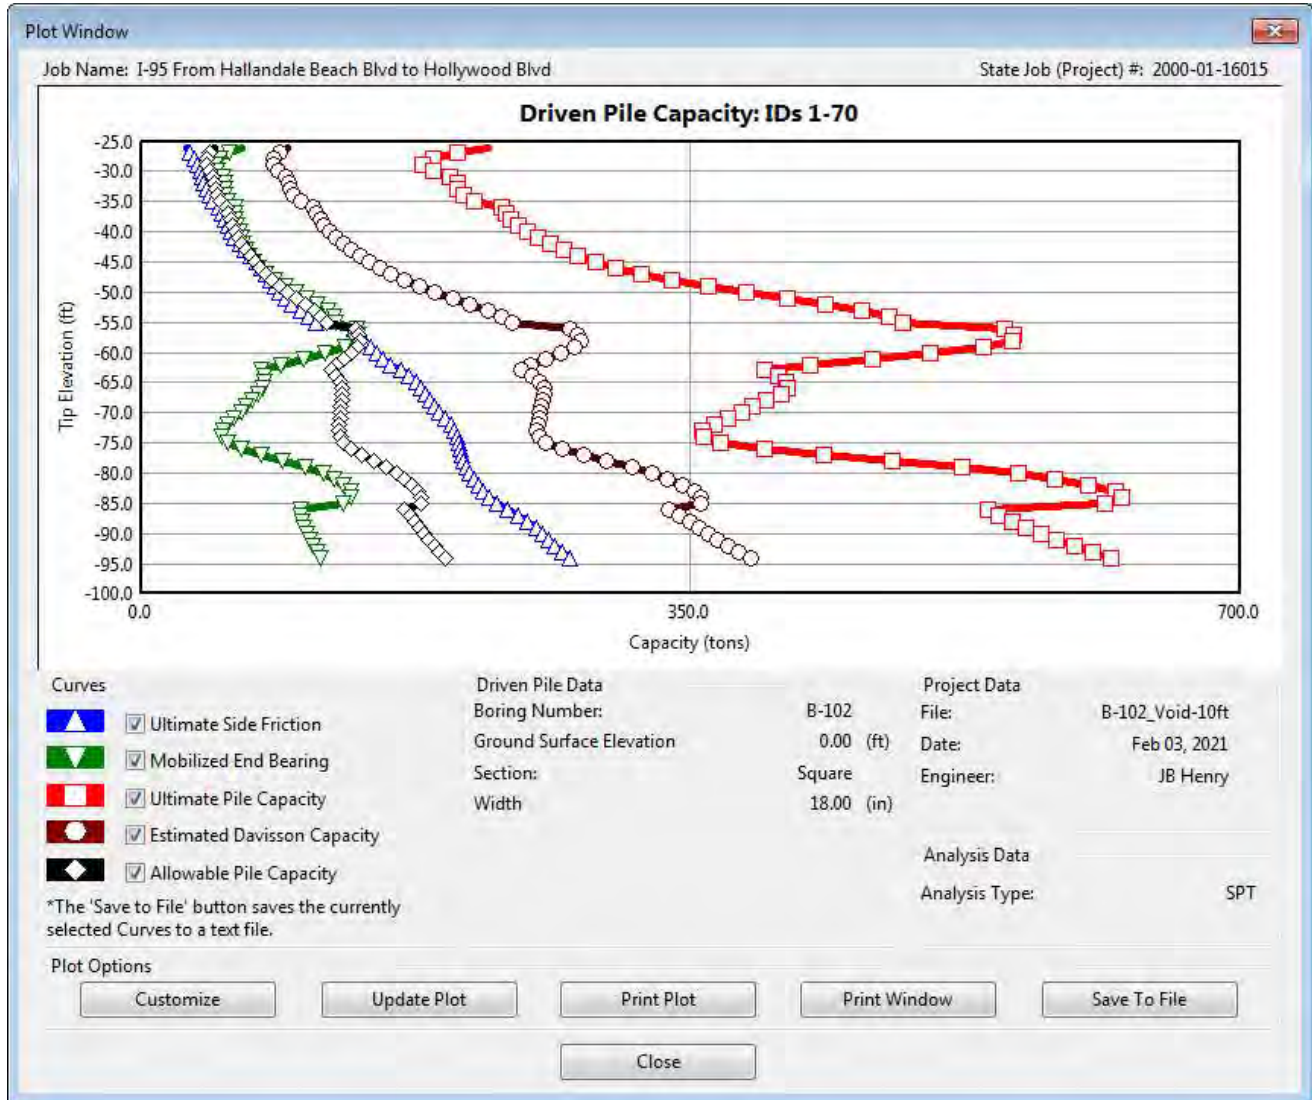 Plot Window
Job Name: I-95 From Hallandale Beach Blvd to Hollywood Blvd
State Job (Project) #: 2000-01-16015
Driven Pile Capacity: IDs 1-70
-25.0
-30.0
-35.0
-40.0
-45.0
-50.0
-55.0
-60.0
-65.0
-70.0
-75.0
-80.0
-85.0
-90.0
-95.0
-100.0
Tip Elevation (ft)
0.0 350.0 700.0
Capacity (tons)
Curves
Ultimate Side Friction
Mobilized End Bearing
Ultimate Pile Capacity
Estimated Davisson Capacity
Allowable Pile Capacity
*The 'Save to File' button saves the currently
selected Curves to a text file.
Driven Pile Data
Boring Number: B-102
Ground Surface Elevation 0.00 (ft)
Section: Square
Width 18.00 (in)
Project Data
File: B-102_Void-10ft
Date: Feb 03, 2021
Engineer: JB Henry
Analysis Data
Analysis Type: SPT
Plot Options
Customize Update Plot Print Plot Print Window Save To File
Close